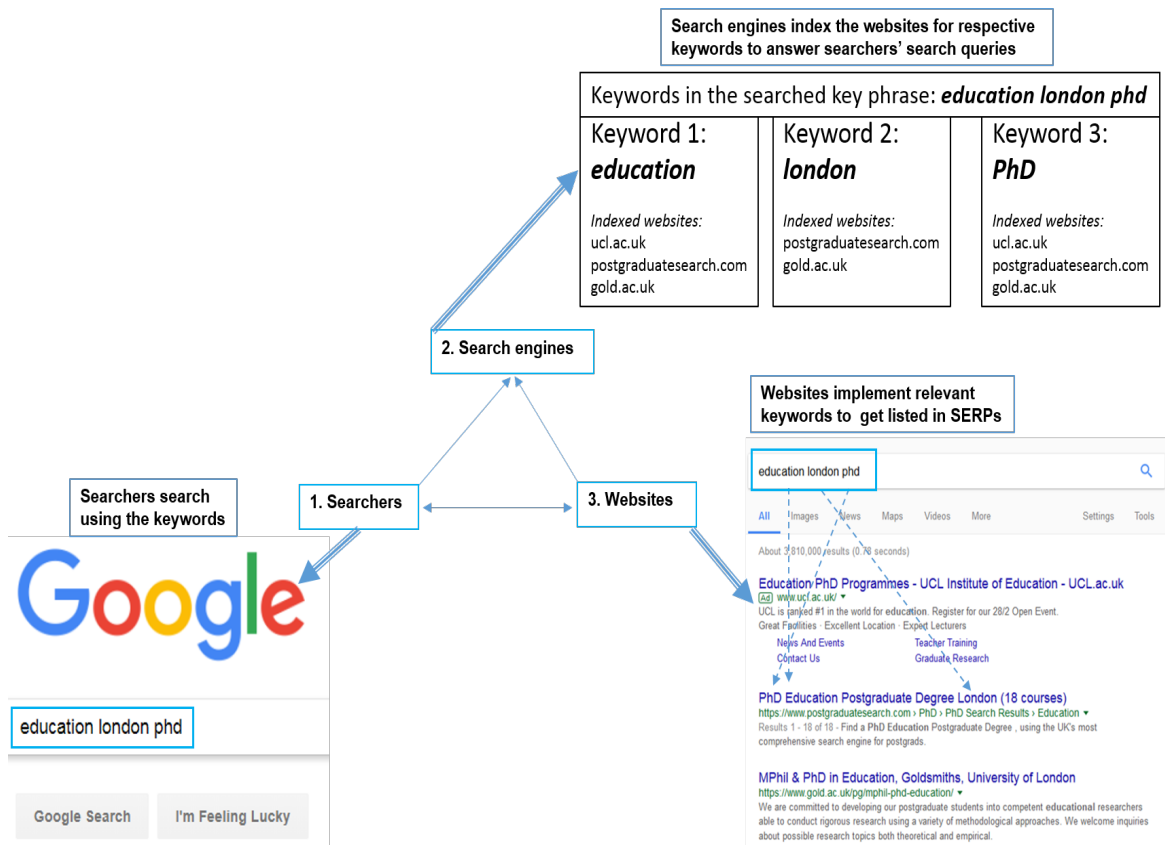 Search engines index the websites for respective
keywords to answer searchers' search queries
Keywords in the searched key phrase: education london phd
Keyword 1:
education
Indexed websites:
ucl.ac.uk
postgraduatesearch.com
gold.ac.uk
Keyword 2:
london
Indexed websites:
postgraduatesearch.com
gold.ac.uk
Keyword 3:
PhD
Indexed websites:
ucl.ac.uk
postgraduatesearch.com
gold.ac.uk
2. Search engines
1. Searchers
3. Websites
Searchers search
using the keywords
Google
education london phd
Google Search
I'm Feeling Lucky
Websites implement relevant
keywords to get listed in SERPs
education london phd
All Images News Maps Videos More Settings Tools
About 3,810,000 results (0.78 seconds)
Education PhD Programmes - UCL Institute of Education - UCL.ac.uk
Ad www.ucl.ac.uk/
UCL is ranked #1 in the world for education. Register for our 28/2 Open Event.
Great Facilities · Excellent Location · Expert Lecturers
News And Events Teacher Training
Contact Us Graduate Research
PhD Education Postgraduate Degree London (18 courses)
https://www.postgraduatesearch.com › PhD › PhD Search Results › Education
Results 1 - 18 of 18 - Find a PhD Education Postgraduate Degree , using the UK's most
comprehensive search engine for postgrads.
MPhil & PhD in Education, Goldsmiths, University of London
https://www.gold.ac.uk/pg/mphil-phd-education/
We are committed to developing our postgraduate students into competent educational researchers
able to conduct rigorous research using a variety of methodological approaches. We welcome inquiries
about possible research topics both theoretical and empirical.